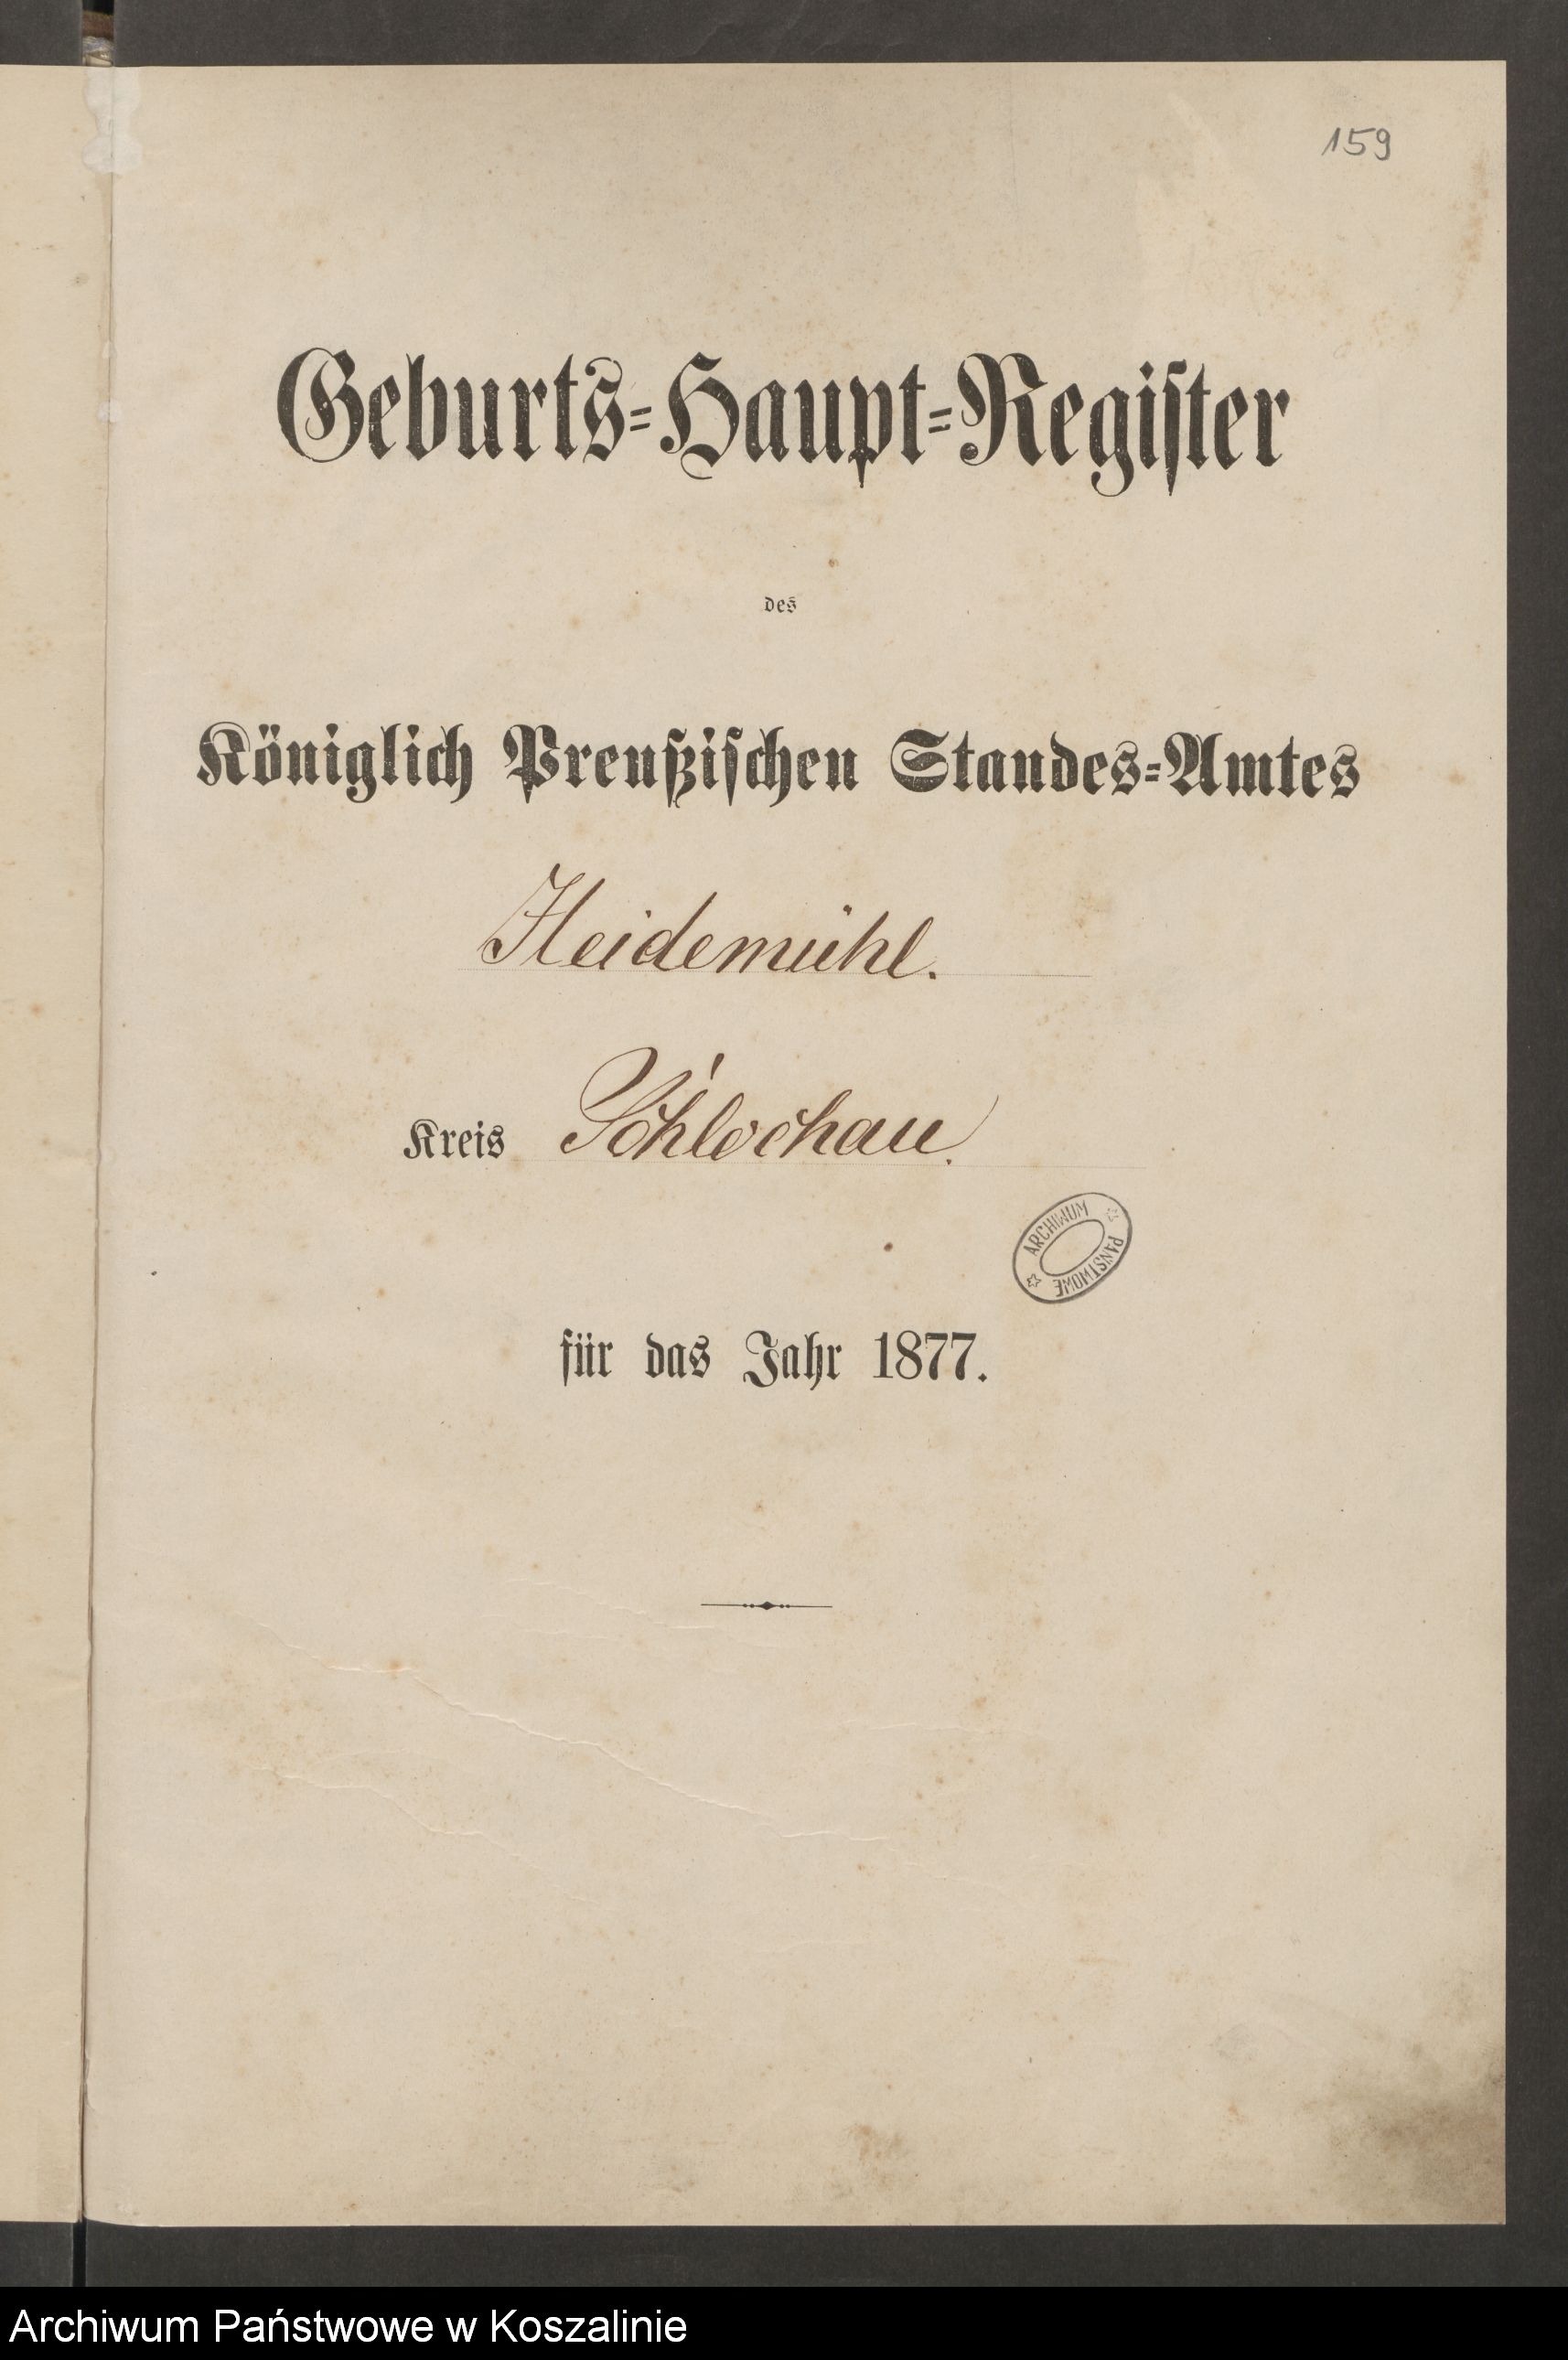 159
Geburts=Haupt=Regiſter
des
Königlich Preußiſchen Standes=Amtes
Heidemühl.
Kreis Schlochau.
ARCHIWUM PAŃSTWOWE
für das Jahr 1877.
Archiwum Państwowe w Koszalinie